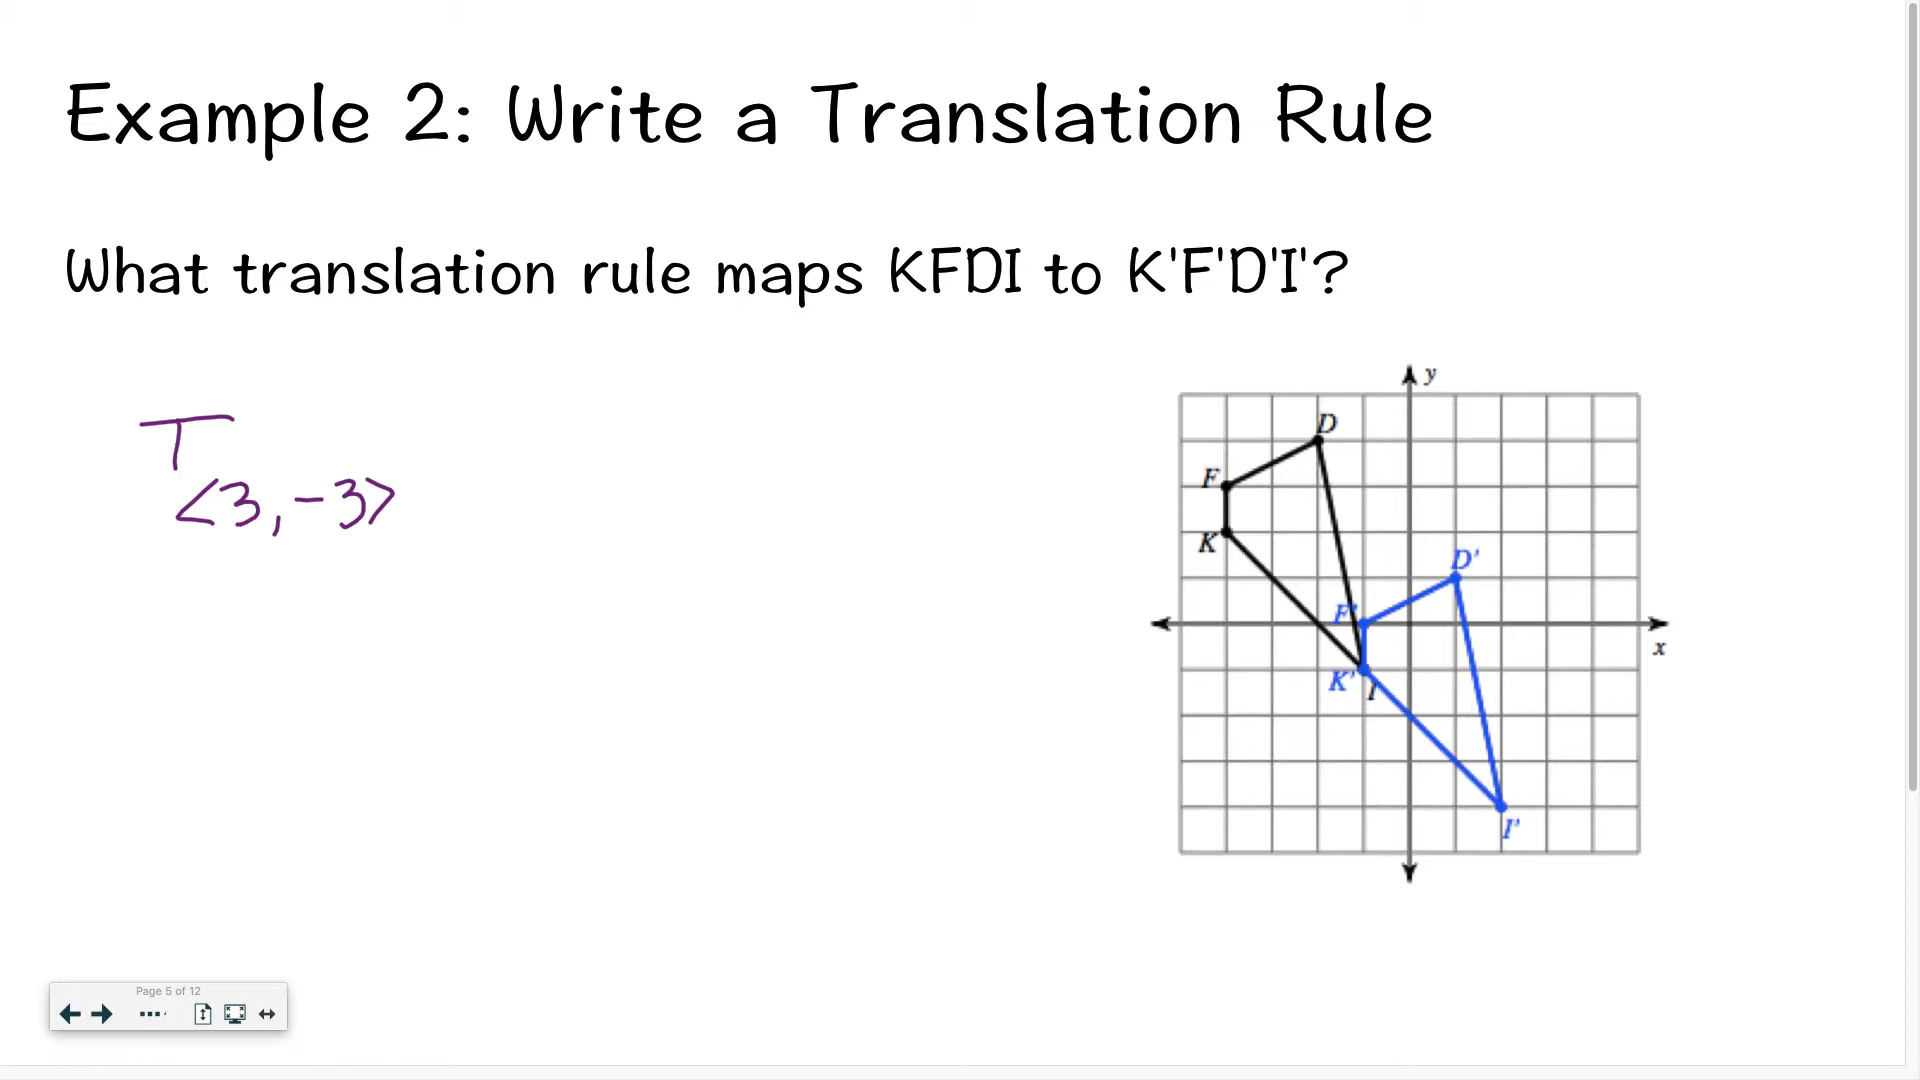 Example 2: Write a Translation Rule
What translation rule maps KFDI to K'F'D'I'?
T
<3, -3>
y
D
F
K
D'
F'
x
K'
I
I'
Page 5 of 12